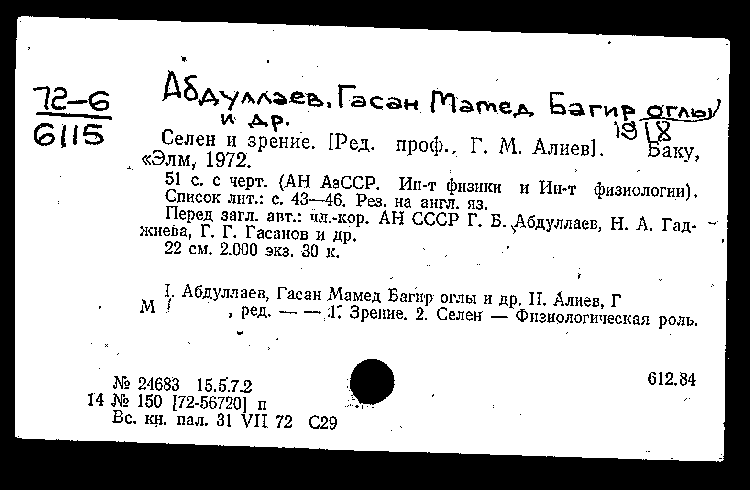 72-6
6115
Абдуллаев, Гасан Мамед Багир оглы
и др.
1918
Селен и зрение. [Ред. проф. Г. М. Алиев]. Баку,
«Элм, 1972.
51 с. с черт. (АН АзССР. Ин-т физики и Ин-т физиологии).
Список лит.: с. 43—46. Рез. на англ. яз.
Перед загл. авт.: чл.-кор. АН СССР Г. Б. Абдуллаев, Н. А. Гад-
жиева, Г. Г. Гасанов и др.
22 см. 2.000 экз. 30 к.
I. Абдуллаев, Гасан Мамед Багир оглы и др. II. Алиев, Г
М , ред. — — 1. Зрение. 2. Селен — Физиологическая роль.
612.84
№ 24683 15.5.72
14 № 150 [72-56720] п
Вс. кн. пал. 31 VII 72 С29